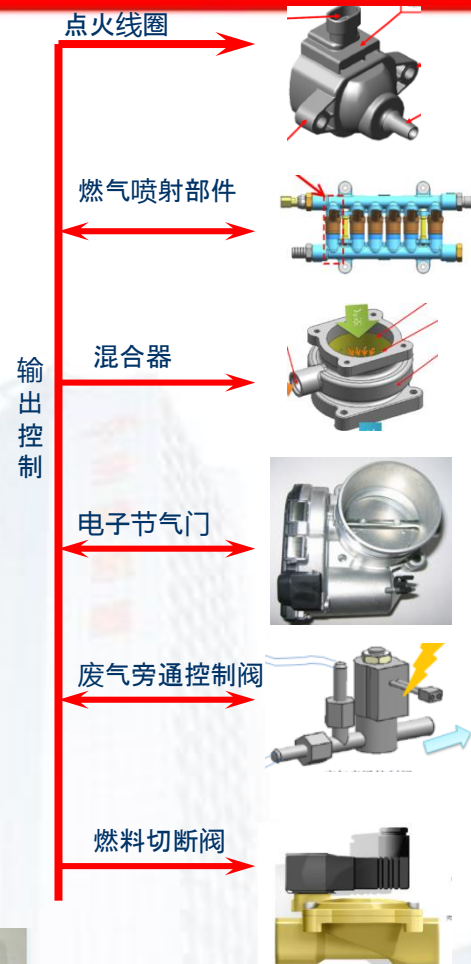 点火线圈
燃气喷射部件
混合器
输出控制
电子节气门
废气旁通控制阀
燃料切断阀